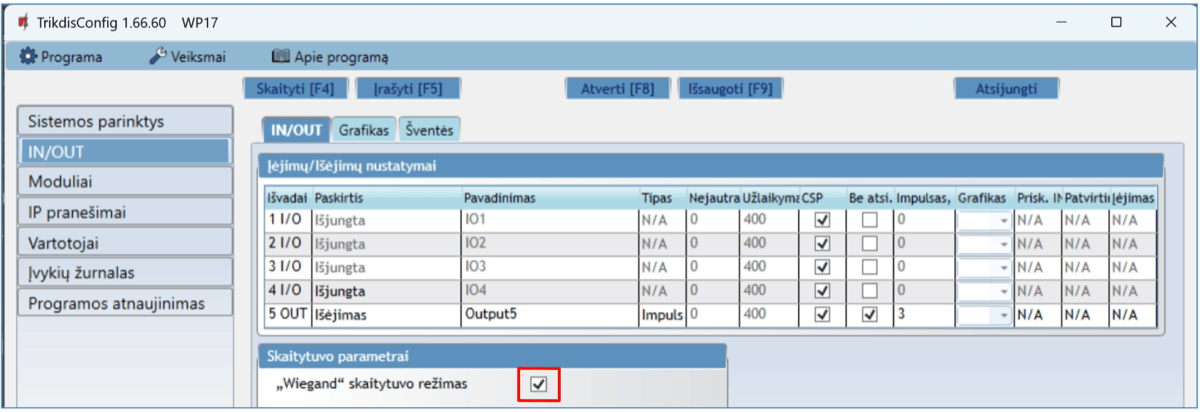 TrikdisConfig 1.66.60 WP17
Programa Veiksmai Apie programą
Skaityti [F4] Įrašyti [F5] Atverti [F8] Išsaugoti [F9] Atsijungti
Sistemos parinktys
IN/OUT
Moduliai
IP pranešimai
Vartotojai
Įvykių žurnalas
Programos atnaujinimas
IN/OUT Grafikas Šventės
Įėjimų/Išėjimų nustatymai
Išvadai Paskirtis Pavadinimas Tipas Nejautra Užlaikyma CSP Be atsi. Impulsas, Grafikas Prisk. IN Patvirtin Įėjimas
1 I/O Išjungta IO1 N/A 0 400 0 N/A N/A N/A
2 I/O Išjungta IO2 N/A 0 400 0 N/A N/A N/A
3 I/O Išjungta IO3 N/A 0 400 0 N/A N/A N/A
4 I/O Išjungta IO4 N/A 0 400 0 N/A N/A N/A
5 OUT Išėjimas Output5 Impuls 0 400 3 N/A N/A N/A
Skaitytuvo parametrai
„Wiegand“ skaitytuvo režimas